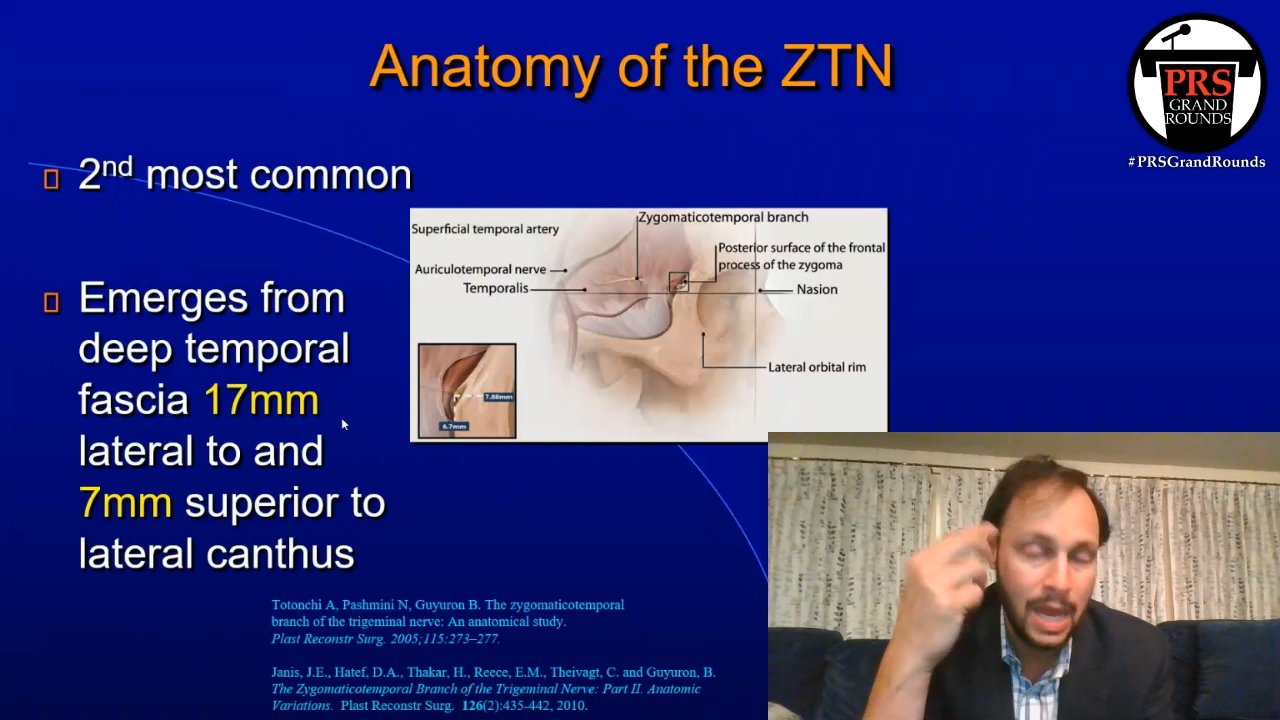 Anatomy of the ZTN
PRS
GRAND
ROUNDS
#PRSGrandRounds
2nd most common
Emerges from
deep temporal
fascia 17mm
lateral to and
7mm superior to
lateral canthus
Superficial temporal artery
Zygomaticotemporal branch
Auriculotemporal nerve
Posterior surface of the frontal
process of the zygoma
Temporalis
Nasion
Lateral orbital rim
7.88mm
6.7mm
Totonchi A, Pashmini N, Guyuron B. The zygomaticotemporal
branch of the trigeminal nerve: An anatomical study.
Plast Reconstr Surg. 2005;115:273–277.
Janis, J.E., Hatef, D.A., Thakar, H., Reece, E.M., Theivagt, C. and Guyuron, B.
The Zygomaticotemporal Branch of the Trigeminal Nerve: Part II. Anatomic
Variations. Plast Reconstr Surg. 126(2):435-442, 2010.